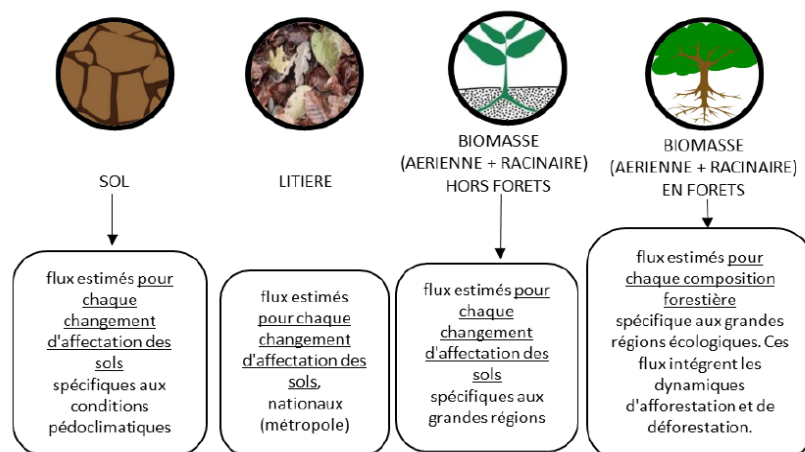 SOL
flux estimés pour
chaque
changement
d'affectation des
sols
spécifiques aux
conditions
pédoclimatiques
LITIERE
flux estimés
pour chaque
changement
d'affectation des
sols,
nationaux
(métropole)
BIOMASSE
(AERIENNE + RACINAIRE)
HORS FORETS
flux estimés pour
chaque
changement
d'affectation des
sols
spécifiques aux
grandes régions
BIOMASSE
(AERIENNE + RACINAIRE)
EN FORETS
flux estimés pour
chaque composition
forestière
spécifique aux grandes
régions écologiques. Ces
flux intégrent les
dynamiques
d'afforestation et de
déforestation.